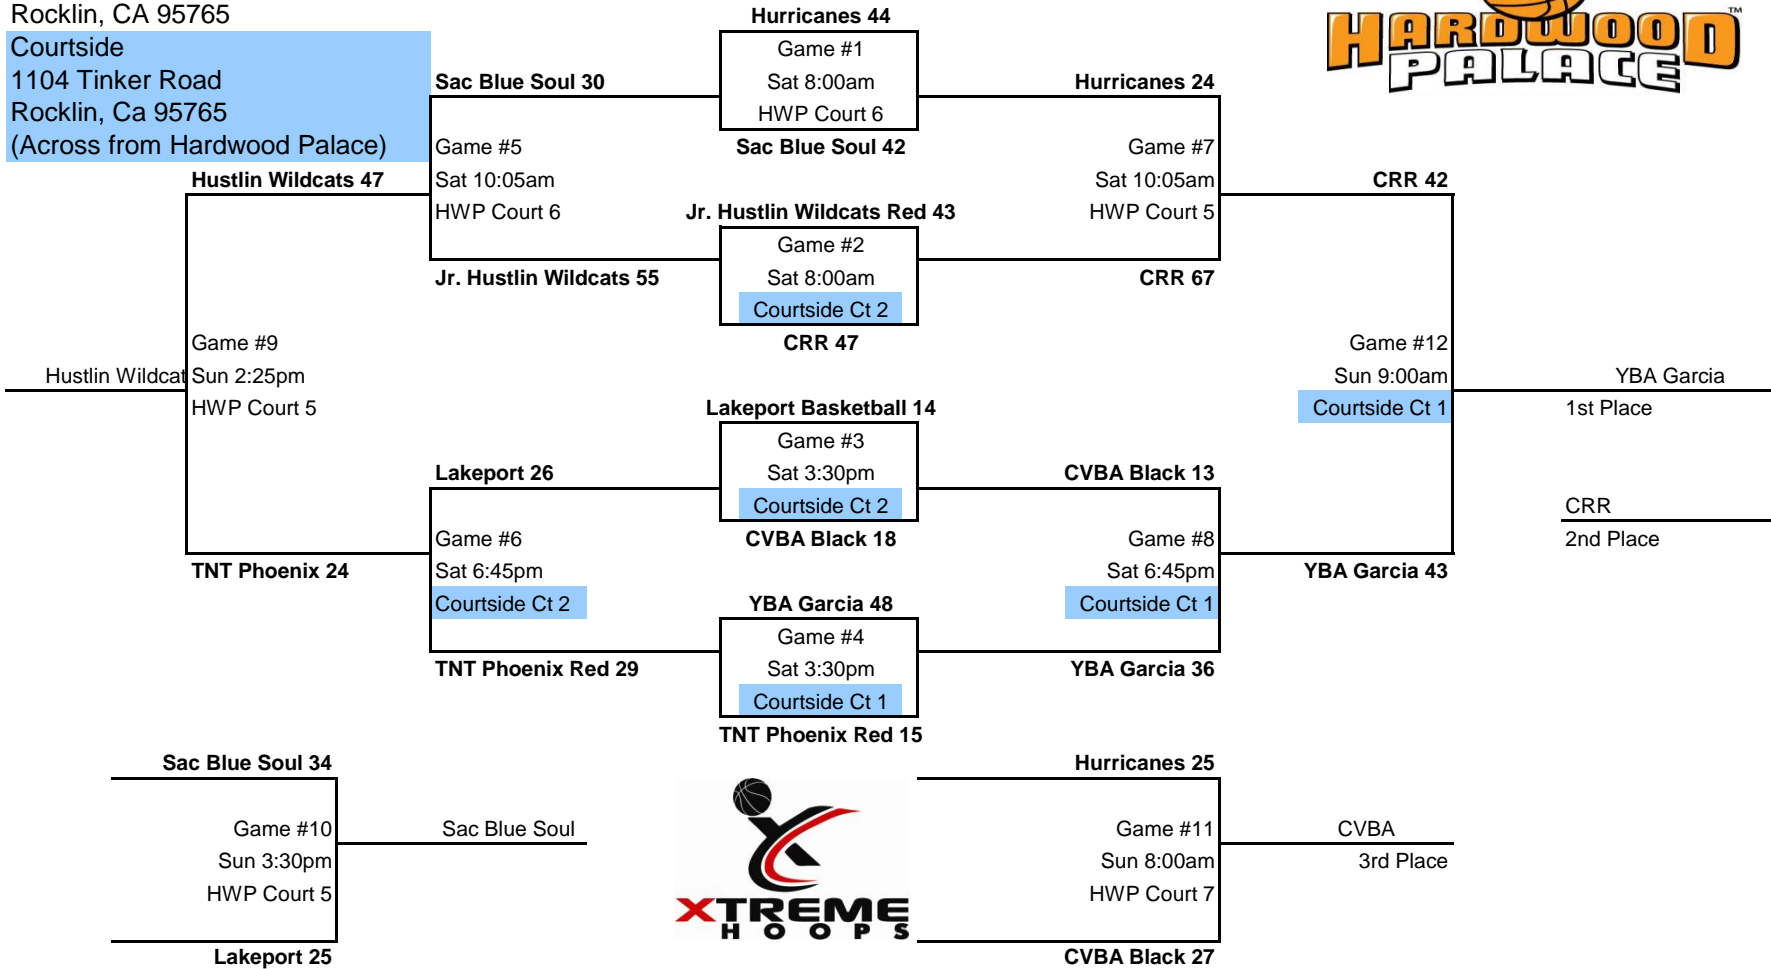 Rocklin, CA 95765
Courtside
1104 Tinker Road
Rocklin, Ca 95765
(Across from Hardwood Palace)
HARDWOOD
PALACE
TM
Hurricanes 44
Game #1
Sat 8:00am
HWP Court 6
Sac Blue Soul 42
Sac Blue Soul 30
Game #5
Sat 10:05am
HWP Court 6
Jr. Hustlin Wildcats 55
Hurricanes 24
Game #7
Sat 10:05am
HWP Court 5
CRR 67
Jr. Hustlin Wildcats Red 43
Game #2
Sat 8:00am
Courtside Ct 2
CRR 47
Hustlin Wildcats 47
Game #9
Sun 2:25pm
HWP Court 5
TNT Phoenix 24
Hustlin Wildcat
CRR 42
Game #12
Sun 9:00am
Courtside Ct 1
YBA Garcia 43
YBA Garcia
1st Place
CRR
2nd Place
Lakeport Basketball 14
Game #3
Sat 3:30pm
Courtside Ct 2
CVBA Black 18
Lakeport 26
Game #6
Sat 6:45pm
Courtside Ct 2
TNT Phoenix Red 29
CVBA Black 13
Game #8
Sat 6:45pm
Courtside Ct 1
YBA Garcia 36
YBA Garcia 48
Game #4
Sat 3:30pm
Courtside Ct 1
TNT Phoenix Red 15
Sac Blue Soul 34
Game #10
Sun 3:30pm
HWP Court 5
Lakeport 25
Sac Blue Soul
XTREME
HOOPS
Hurricanes 25
Game #11
Sun 8:00am
HWP Court 7
CVBA Black 27
CVBA
3rd Place